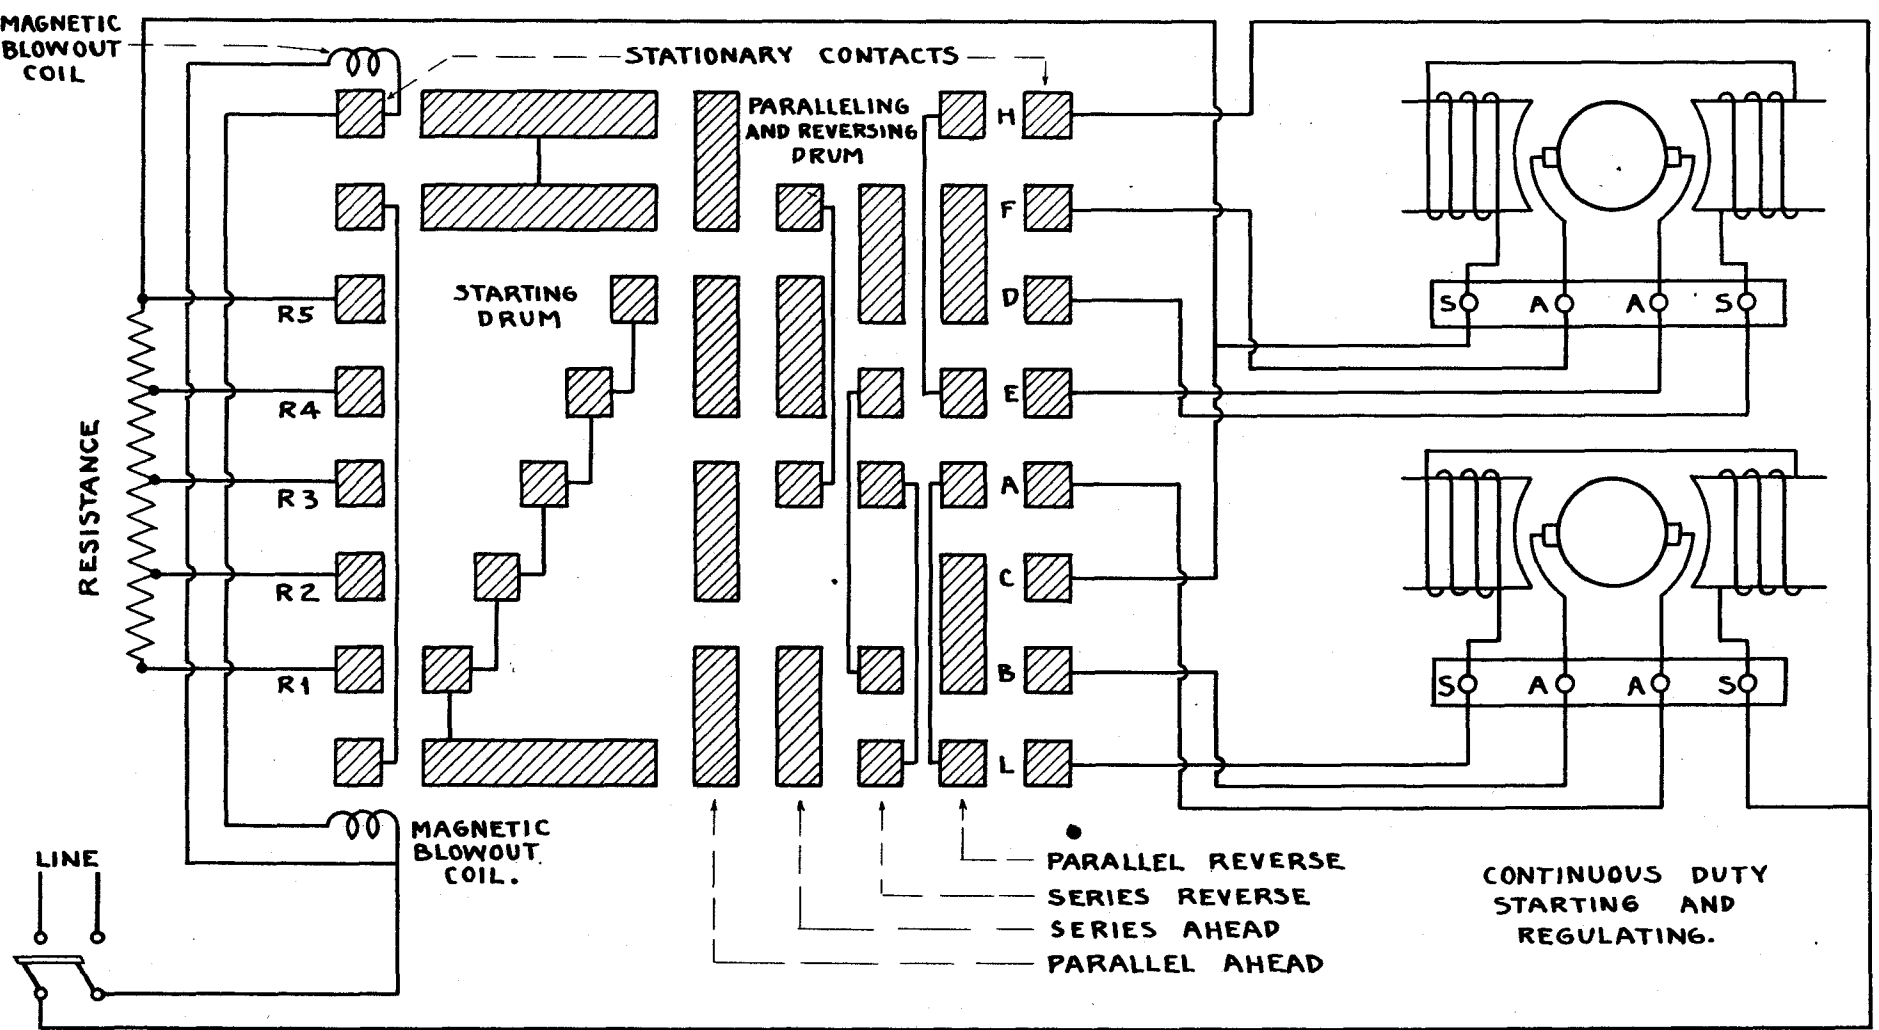 MAGNETIC
BLOWOUT
COIL
STATIONARY CONTACTS
PARALLELING
AND REVERSING
DRUM
H
F
STARTING
DRUM
D
R5
S A A S
R4
E
RESISTANCE
R3
A
R2
C
R1
B
S A A S
L
MAGNETIC
BLOWOUT
COIL.
LINE
PARALLEL REVERSE
SERIES REVERSE
SERIES AHEAD
PARALLEL AHEAD
CONTINUOUS DUTY
STARTING AND
REGULATING.